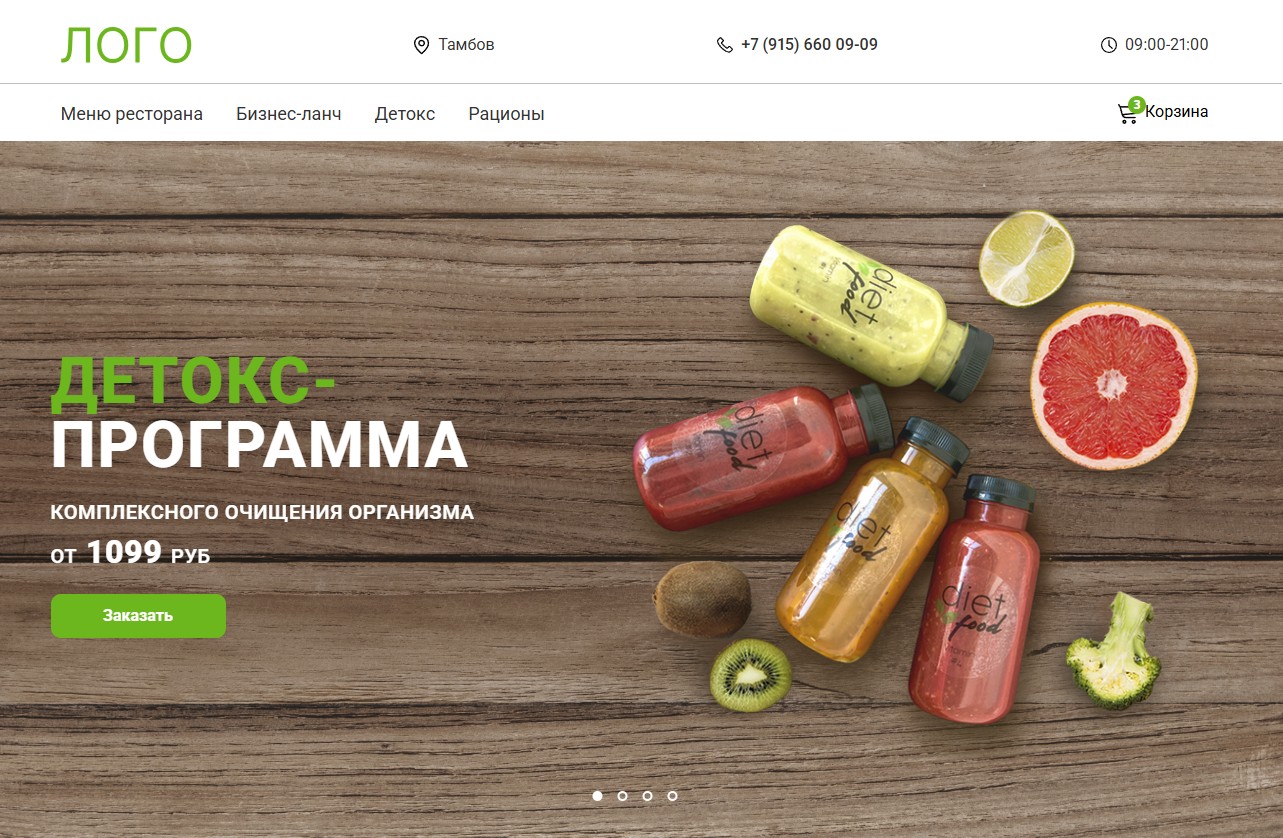 ЛОГО
Тамбов
+7 (915) 660 09-09
09:00-21:00
Меню ресторана
Бизнес-ланч
Детокс
Рационы
3
Корзина
diet
food
diet
food
diet
food
diet
food
ДЕТОКС-
ПРОГРАММА
КОМПЛЕКСНОГО ОЧИЩЕНИЯ ОРГАНИЗМА
ОТ 1099 РУБ
Заказать